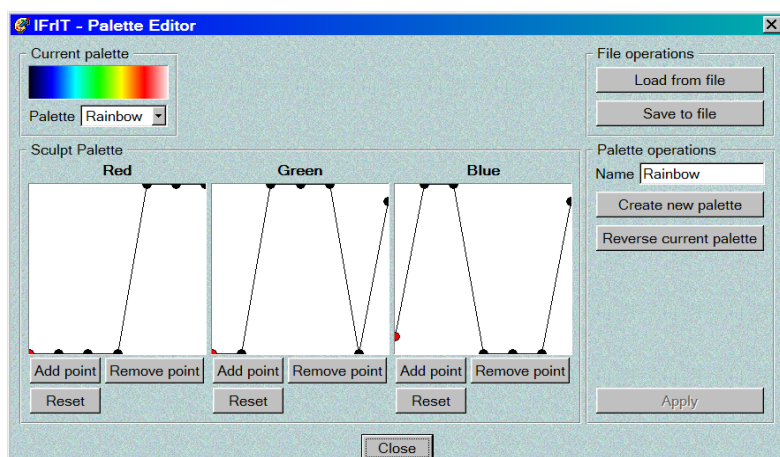 IFrIT - Palette Editor
Current palette
Palette Rainbow
File operations
Load from file
Save to file
Sculpt Palette
Red
Green
Blue
Add point
Remove point
Reset
Add point
Remove point
Reset
Add point
Remove point
Reset
Palette operations
Name Rainbow
Create new palette
Reverse current palette
Apply
Close